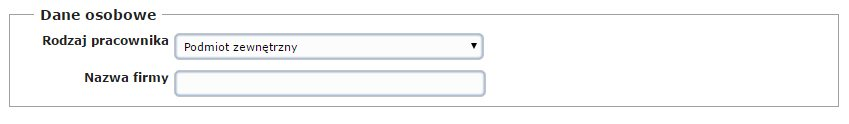 Dane osobowe
Rodzaj pracownika
Podmiot zewnętrzny
Nazwa firmy